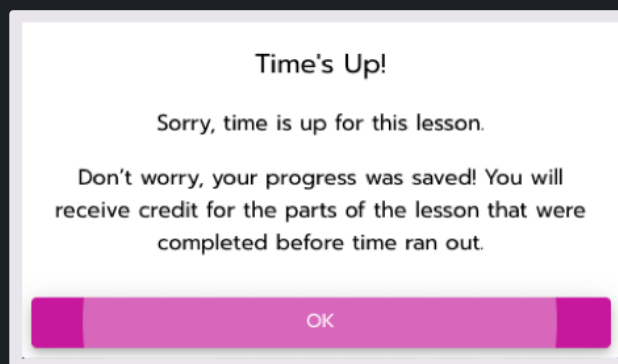 Time's Up!
Sorry, time is up for this lesson.
Don’t worry, your progress was saved! You will
receive credit for the parts of the lesson that were
completed before time ran out.
OK